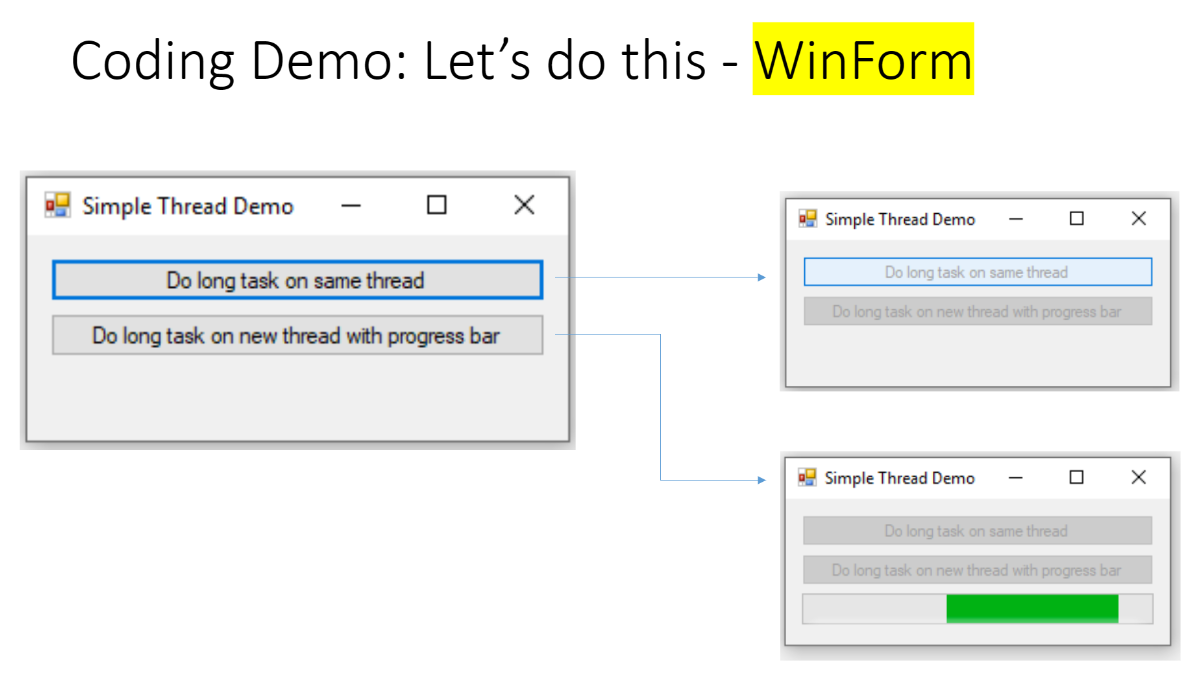 Coding Demo: Let’s do this - WinForm
Simple Thread Demo
Do long task on same thread
Do long task on new thread with progress bar
Simple Thread Demo
Do long task on same thread
Do long task on new thread with progress bar
Simple Thread Demo
Do long task on same thread
Do long task on new thread with progress bar